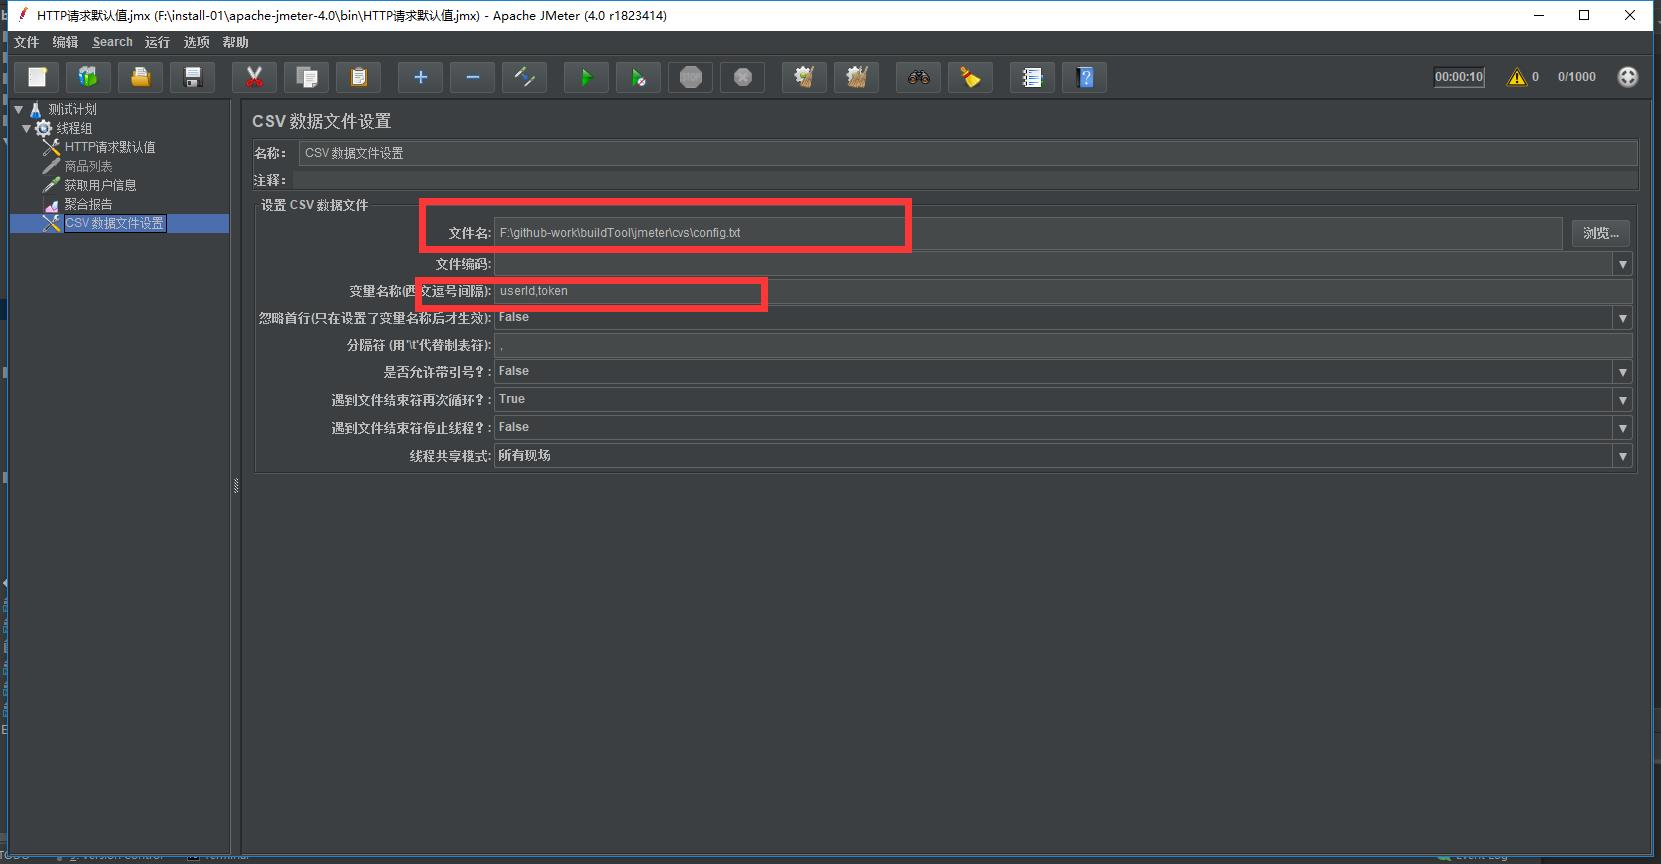 HTTP请求默认值.jmx (F:\install-01\apache-jmeter-4.0\bin\HTTP请求默认值.jmx) - Apache JMeter (4.0 r1823414)
文件 编辑 Search 运行 选项 帮助
STOP 00:00:10 0 0/1000
测试计划
线程组
HTTP请求默认值
商品列表
获取用户信息
聚合报告
CSV 数据文件设置
CSV 数据文件设置
名称: CSV 数据文件设置
注释:
设置 CSV 数据文件
文件名: F:\github-work\buildTool\jmeter\cvs\config.txt 浏览...
文件编码:
变量名称(西文逗号间隔): userId,token
忽略首行(只在设置了变量名称后才生效): False
分隔符 (用'\t'代替制表符): ,
是否允许带引号?: False
遇到文件结束符再次循环?: True
遇到文件结束符停止线程?: False
线程共享模式: 所有现场